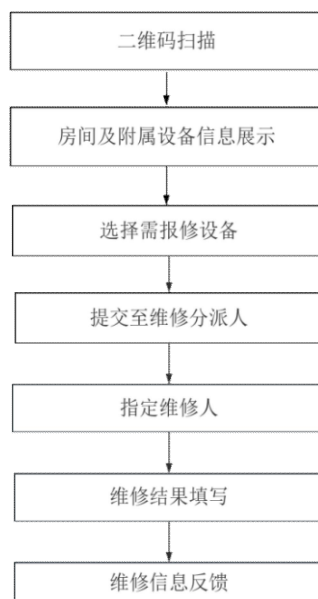 二维码扫描
房间及附属设备信息展示
选择需报修设备
提交至维修分派人
指定维修人
维修结果填写
维修信息反馈